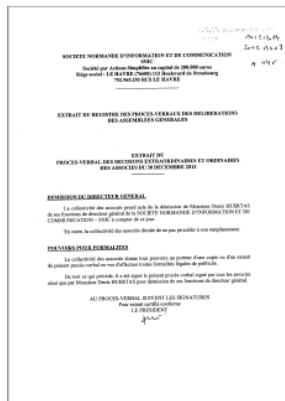 SOCIETE NORMANDE D'INFORMATION ET DE COMMUNICATION
SNIC
Société par Actions Simplifiée au capital de 200.000 euros
Siège social : LE HAVRE (76600) 113 Boulevard de Strasbourg
RCS LE HAVRE
EXTRAIT DU REGISTRE DES PROCES-VERBAUX DES DELIBERATIONS
DES ASSEMBLEES GENERALES
EXTRAIT DU
PROCES-VERBAL DES DECISIONS EXTRAORDINAIRES ET ORDINAIRES
DES ASSOCIES DU 30 DECEMBRE 2013
DEMISSION DU DIRECTEUR GENERAL
La collectivité des associés prend acte de la démission de Monsieur Denis HUERTAS
de ses fonctions de directeur général de la SOCIETE NORMANDE D'INFORMATION ET DE
COMMUNICATION - SNIC à compter de ce jour
En outre, la collectivité des associés décide de ne pas procéder à son remplacement.
POUVOIRS POUR FORMALITES
La collectivité des associés donne tous pouvoirs au porteur d'une copie ou d'un extrait
du présent procès-verbal en vue d'effectuer toutes formalités légales de publicité.
De tout ce qui précède, il a été signé le présent procès-verbal signé par tous les associés
ainsi que par Monsieur Denis HUERTAS pour démission de ses fonctions de directeur général.
AU PROCES-VERBAL SUIVENT LES SIGNATURES
Pour extrait certifié conforme
LE PRESIDENT